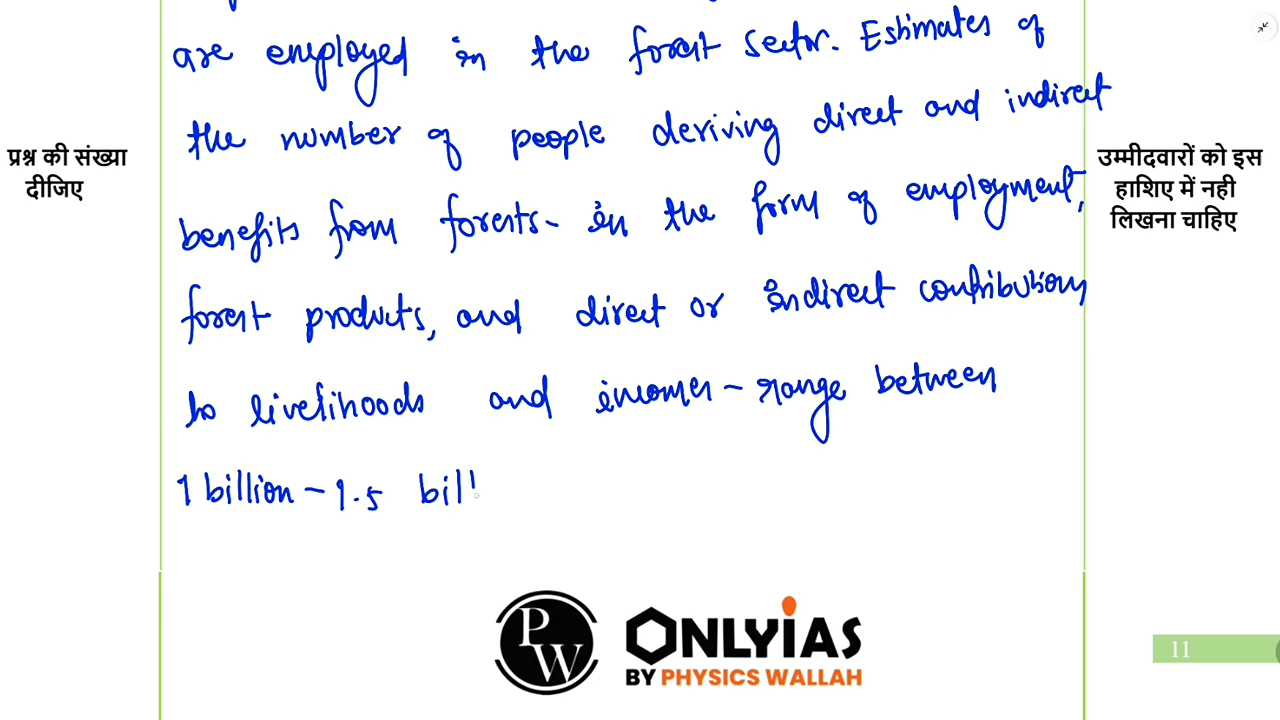 are employed in the forest sector. Estimates of
the number of people deriving direct and indirect
benefits from forests- in the form of employment,
forest products, and direct or indirect contributions
to livelihoods and incomes - range between
1 billion - 1.5 bill
प्रश्न की संख्या
दीजिए
उम्मीदवारों को इस
हाशिए में नही
लिखना चाहिए
PW
ONLYiAS
BY PHYSICS WALLAH
11